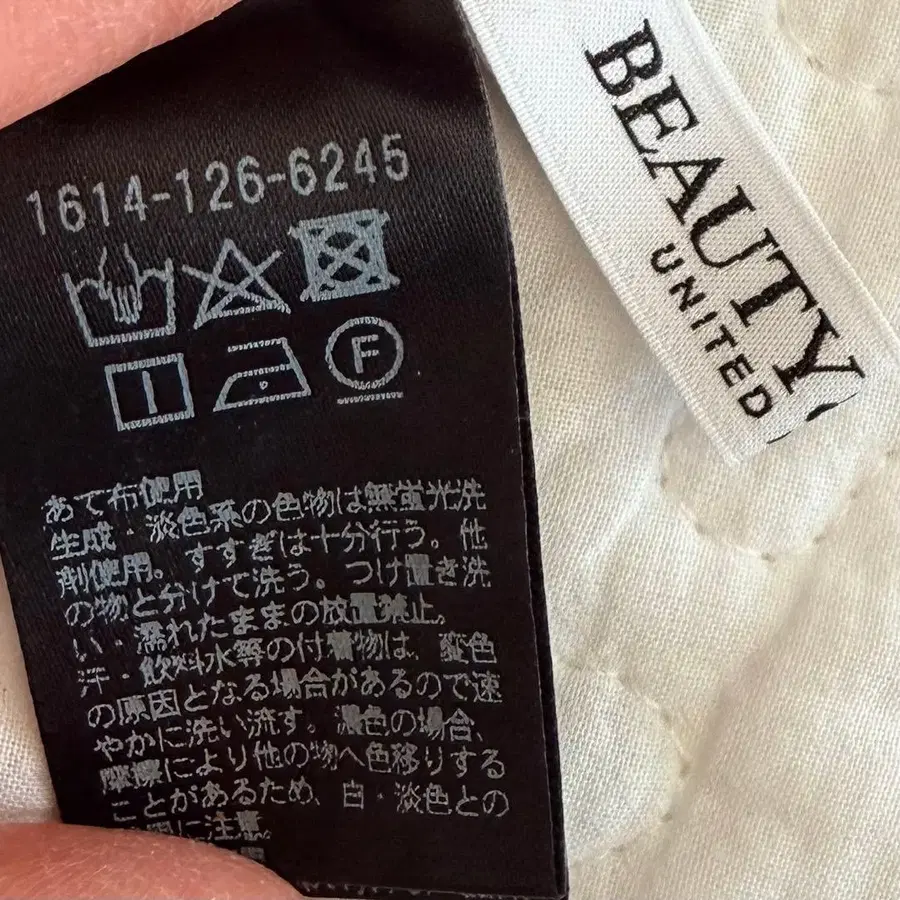 1614-126-6245
F
あて布使用
生成・淡色系の色物は無蛍光洗
剤使用。すすぎは十分行う。他
の物と分けて洗う。つけ置き洗
い・濡れたままの放置禁止。
汗・飲料水等の付着物は、変色
の原因となる場合があるので速
やかに洗い流す。濃色の場合、
摩擦により他の物へ色移りする
ことがあるため、白・淡色との
に注意
BEAUTY
UNITED